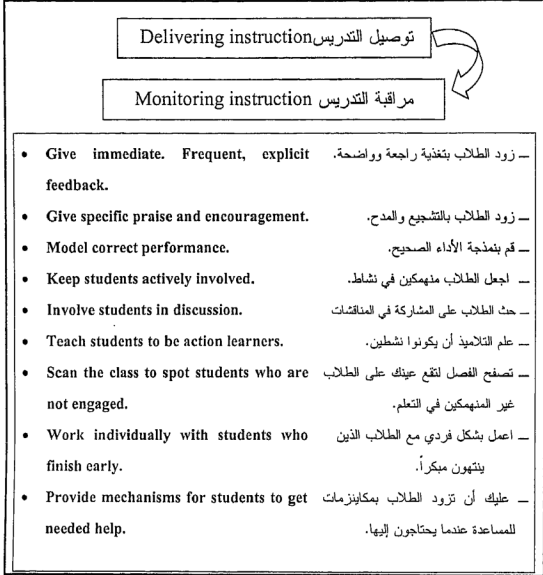 Delivering instruction توصيل التدريس
Monitoring instruction مراقبة التدريس
• Give immediate. Frequent, explicit ـ زود الطلاب بتغذية راجعة وواضحة.
feedback.
• Give specific praise and encouragement. ـ زود الطلاب بالتشجيع والمدح.
• Model correct performance. ـ قم بنمذجة الأداء الصحيح.
• Keep students actively involved. ـ اجعل الطلاب منهمكين في نشاط.
• Involve students in discussion. ـ حث الطلاب على المشاركة في المناقشات
• Teach students to be action learners. ـ علم التلاميذ أن يكونوا نشطين.
• Scan the class to spot students who are ـ تصفح الفصل لتقع عينك على الطلاب
not engaged. غير المنهمكين في التعلم.
• Work individually with students who ـ اعمل بشكل فردي مع الطلاب الذين
finish early. ينتهون مبكراً.
• Provide mechanisms for students to get ـ عليك أن تزود الطلاب بمكاينزمات
needed help. للمساعدة عندما يحتاجون إليها.